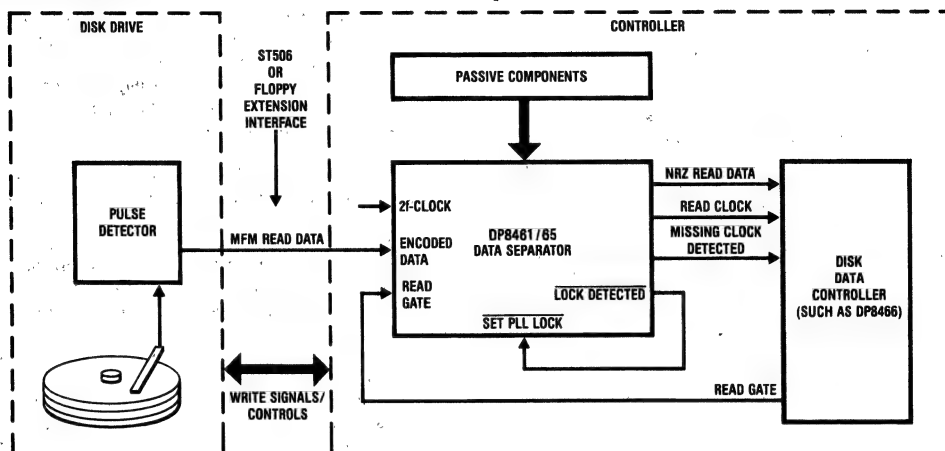 DISK DRIVE
CONTROLLER
ST506
OR
FLOPPY
EXTENSION
INTERFACE
PASSIVE COMPONENTS
PULSE
DETECTOR
MFM READ DATA
2f-CLOCK
ENCODED
DATA
READ
GATE
DP8461/65
DATA SEPARATOR
LOCK DETECTED
SET PLL LOCK
NRZ READ DATA
READ CLOCK
MISSING CLOCK
DETECTED
DISK
DATA
CONTROLLER
(SUCH AS DP8466)
WRITE SIGNALS/
CONTROLS
READ GATE